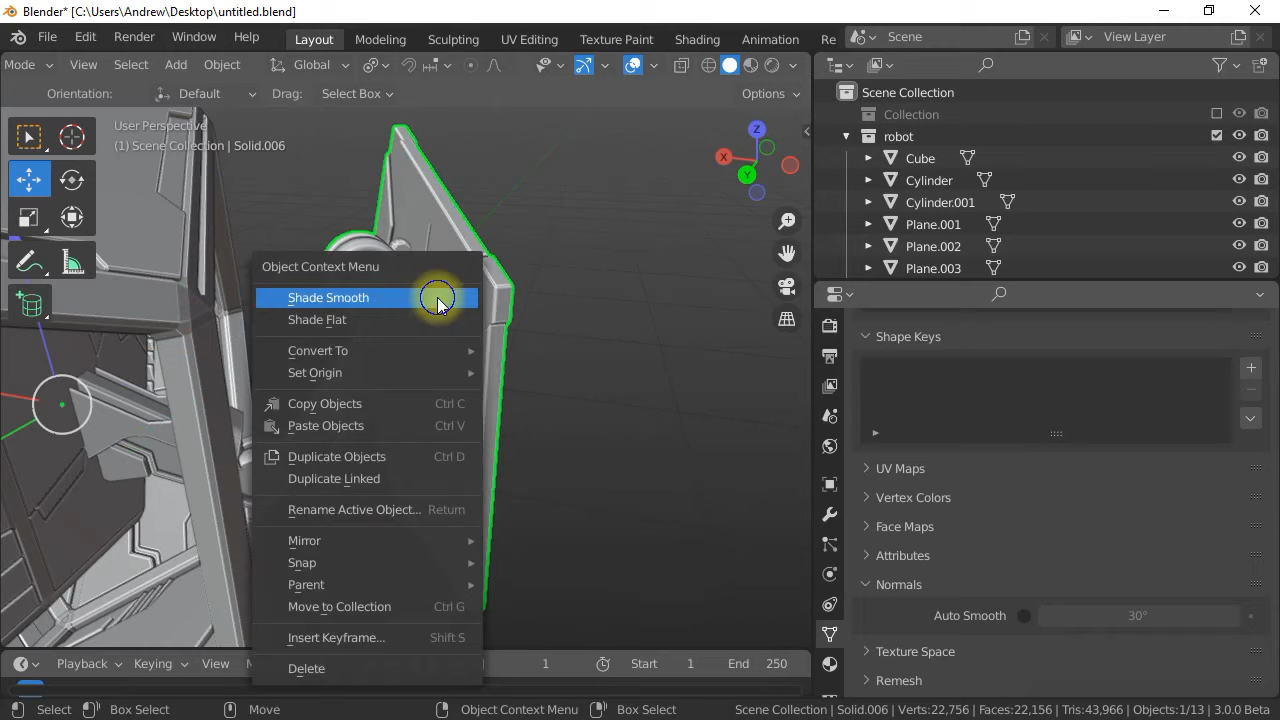 Blender* [C:\Users\Andrew\Desktop\untitled.blend]
File Edit Render Window Help Layout Modeling Sculpting UV Editing Texture Paint Shading Animation Re Scene View Layer
Mode View Select Add Object Global
Orientation: Default Drag: Select Box Options
User Perspective
(1) Scene Collection | Solid.006
X Y Z
Scene Collection
Collection
robot
Cube
Cylinder
Cylinder.001
Plane.001
Plane.002
Plane.003
Object Context Menu
Shade Smooth
Shade Flat
Convert To
Set Origin
Copy Objects Ctrl C
Paste Objects Ctrl V
Duplicate Objects Ctrl D
Duplicate Linked
Rename Active Object... Return
Mirror
Snap
Parent
Move to Collection Ctrl G
Insert Keyframe... Shift S
Delete
Shape Keys
UV Maps
Vertex Colors
Face Maps
Attributes
Normals
Auto Smooth 30°
Texture Space
Remesh
Playback Keying View M 1 Start 1 End 250
Select Box Select Move Object Context Menu Box Select Scene Collection | Solid.006 | Verts:22,756 | Faces:22,156 | Tris:43,966 | Objects:1/13 | 3.0.0 Beta